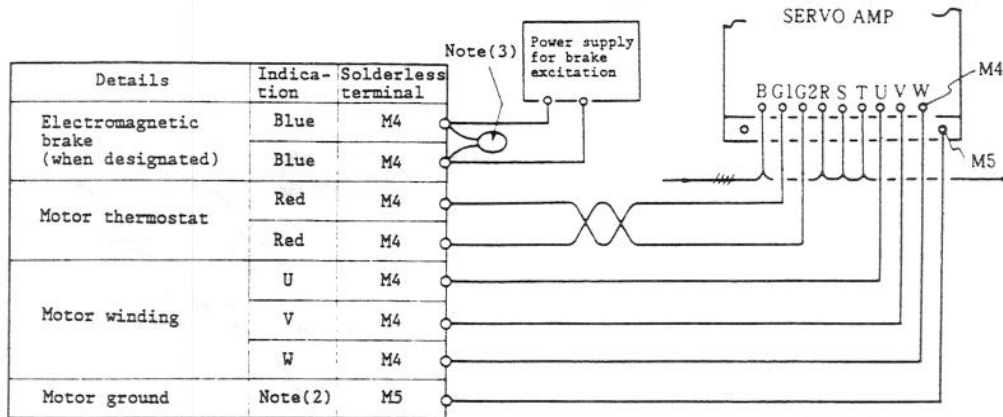 SERVO AMP
Note(3)
Power supply
for brake
excitation
M4
B G1 G2 R S T U V W
M5
Details Indica- Solderless
tion terminal
Electromagnetic
brake
(when designated)
Blue M4
Blue M4
Motor thermostat
Red M4
Red M4
Motor winding
U M4
V M4
W M4
Motor ground Note(2) M5